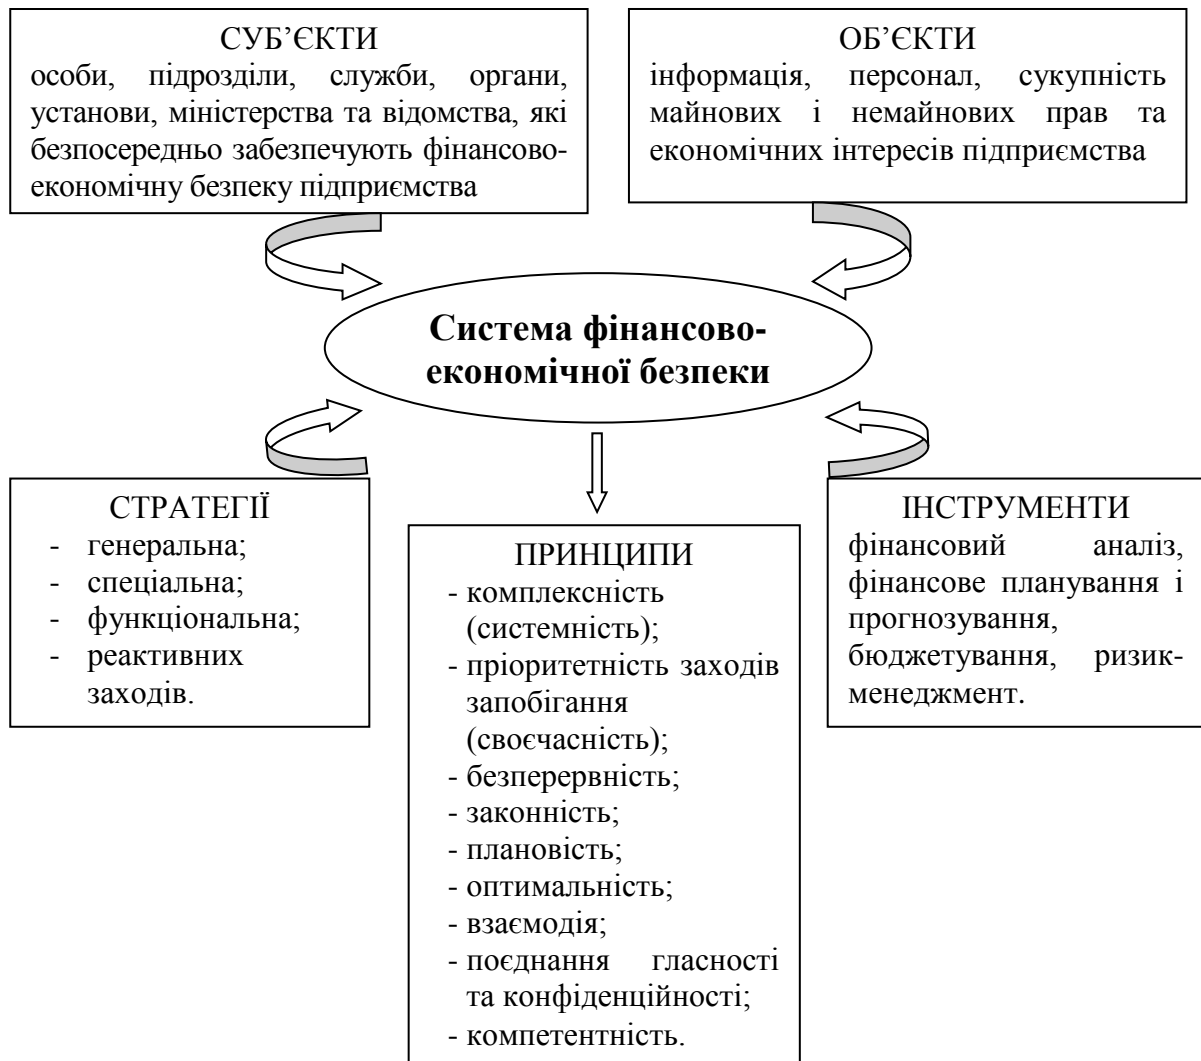 СУБ’ЄКТИ
особи, підрозділи, служби, органи,
установи, міністерства та відомства, які
безпосередньо забезпечують фінансово-
економічну безпеку підприємства
ОБ’ЄКТИ
інформація, персонал, сукупність
майнових і немайнових прав та
економічних інтересів підприємства
Система фінансово-
економічної безпеки
СТРАТЕГІЇ
- генеральна;
- спеціальна;
- функціональна;
- реактивних
заходів.
ПРИНЦИПИ
- комплексність
(системність);
- пріоритетність заходів
запобігання
(своєчасність);
- безперервність;
- законність;
- плановість;
- оптимальність;
- взаємодія;
- поєднання гласності
та конфіденційності;
- компетентність.
ІНСТРУМЕНТИ
фінансовий аналіз,
фінансове планування і
прогнозування,
бюджетування, ризик-
менеджмент.